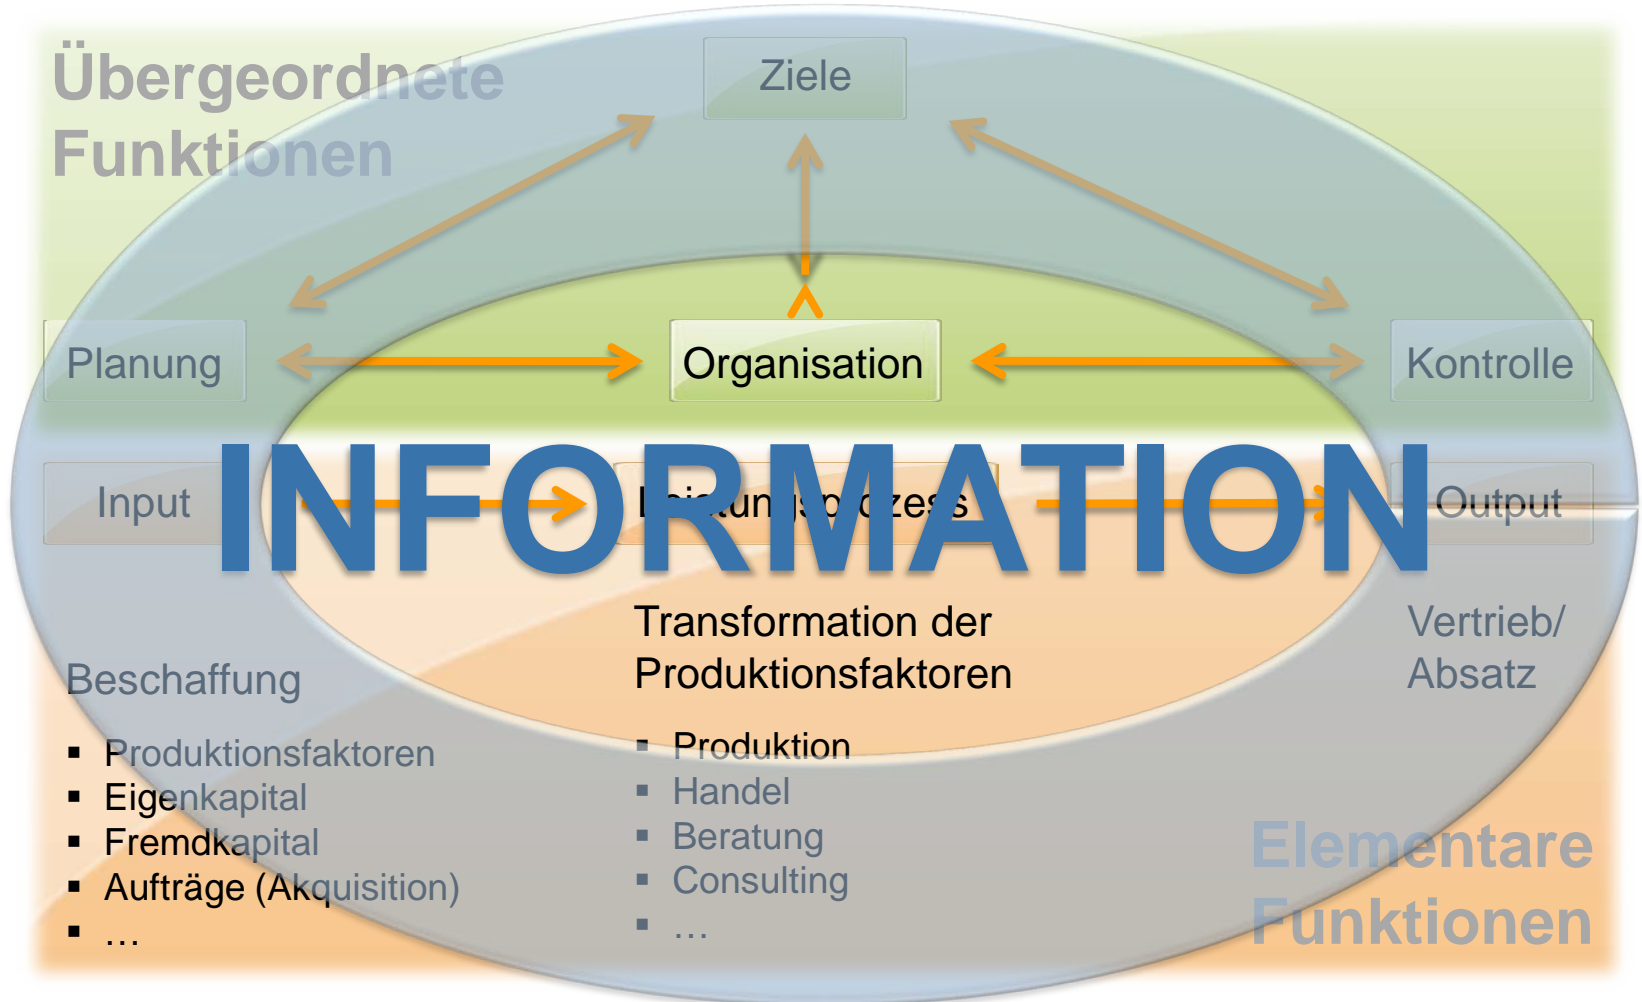 Übergeordnete
Funktionen
Ziele
Planung
Organisation
Kontrolle
INFORMATION
Input
Leistungsprozess
Output
Beschaffung
▪ Produktionsfaktoren
▪ Eigenkapital
▪ Fremdkapital
▪ Aufträge (Akquisition)
▪ …
Transformation der
Produktionsfaktoren
▪ Produktion
▪ Handel
▪ Beratung
▪ Consulting
▪ …
Vertrieb/
Absatz
Elementare
Funktionen